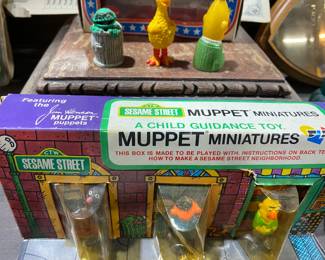 Featuring
the Jim Henson
MUPPET
puppets
CTW
SESAME STREET
MUPPET MINIATURES
A CHILD GUIDANCE TOY
MUPPET MINIATURES
THIS BOX IS MADE TO BE PLAYED WITH. INSTRUCTIONS ON BACK TELL
HOW TO MAKE A SESAME STREET NEIGHBORHOOD.
SESAME STREET